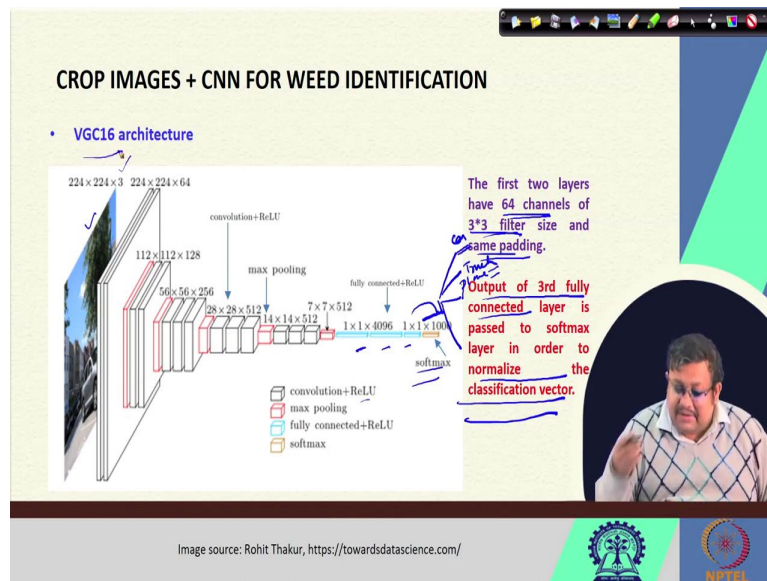 CROP IMAGES + CNN FOR WEED IDENTIFICATION
• VGC16 architecture
224×224×3 224×224×64
112×112×128
56×56×256
28×28×512
14×14×512
7×7×512
convolution+ReLU
max pooling
fully connected+ReLU
1×1×4096 1×1×1000
softmax
convolution+ReLU
max pooling
fully connected+ReLU
softmax
The first two layers
have 64 channels of
3*3 filter size and
same padding.
Output of 3rd fully
connected layer is
passed to softmax
layer in order to
normalize the
classification vector.
Image source: Rohit Thakur, https://towardsdatascience.com/
NPTEL